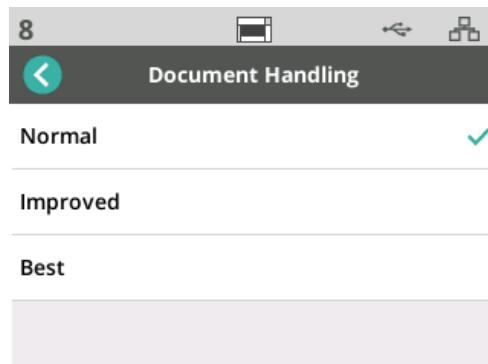 8
Document Handling
Normal
Improved
Best